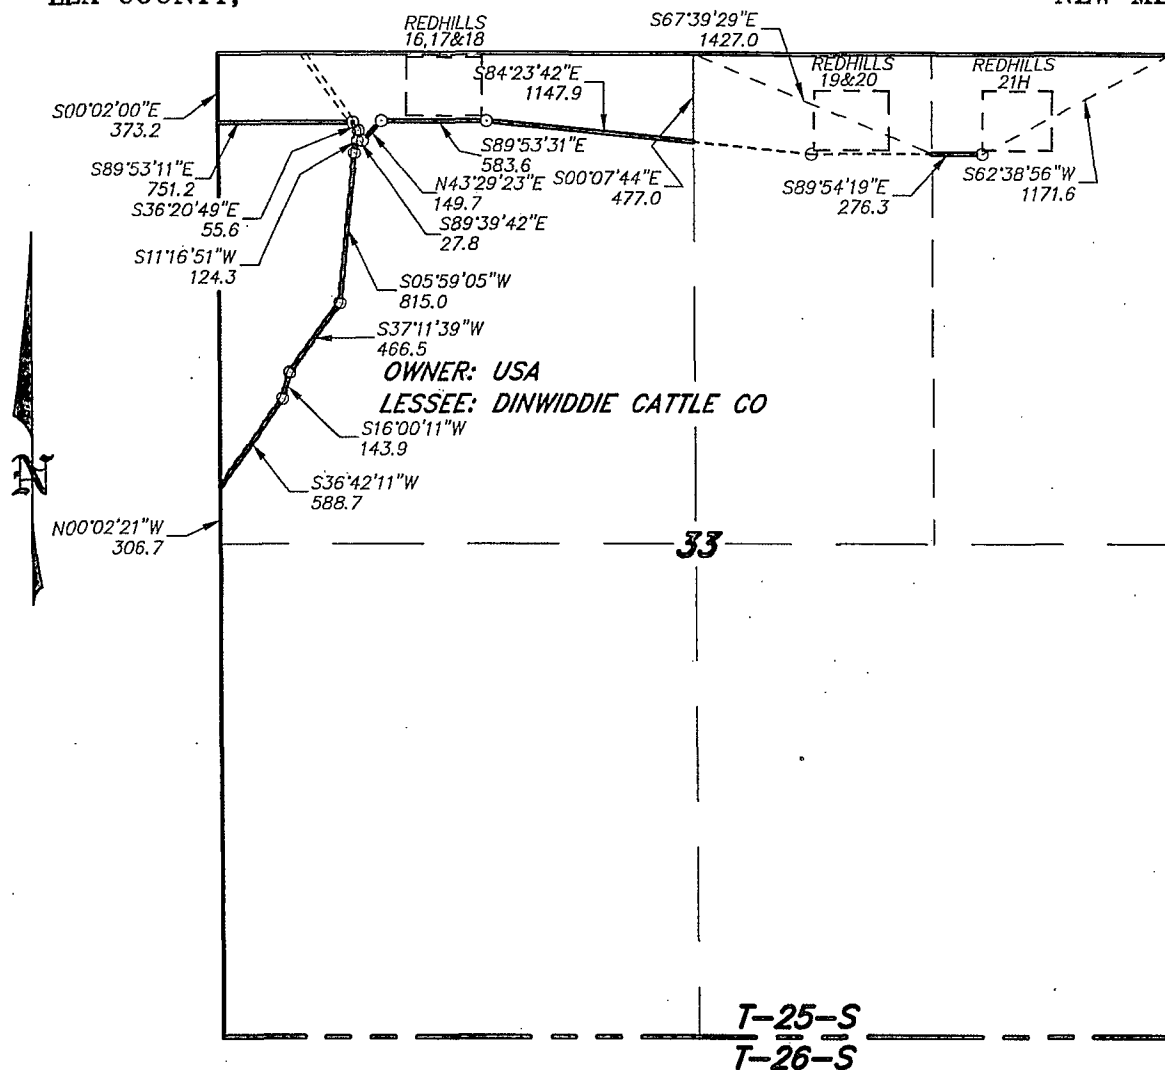 COUNTY,
REDHILLS
16,17&18
S67°39'29"E
1427.0
S84°23'42"E
1147.9
REDHILLS
19&20
REDHILLS
21H
S00°02'00"E
373.2
S89°53'11"E
751.2
S36°20'49"E
55.6
S11°16'51"W
124.3
S89°53'31"E
583.6
N43°29'23"E
149.7
S89°39'42"E
27.8
S00°07'44"E
477.0
S89°54'19"E
276.3
S62°38'56"W
1171.6
S05°59'05"W
815.0
S37°11'39"W
466.5
OWNER: USA
LESSEE: DINWIDDIE CATTLE CO
S16°00'11"W
143.9
S36°42'11"W
588.7
N00°02'21"W
306.7
N
33
T-25-S
T-26-S